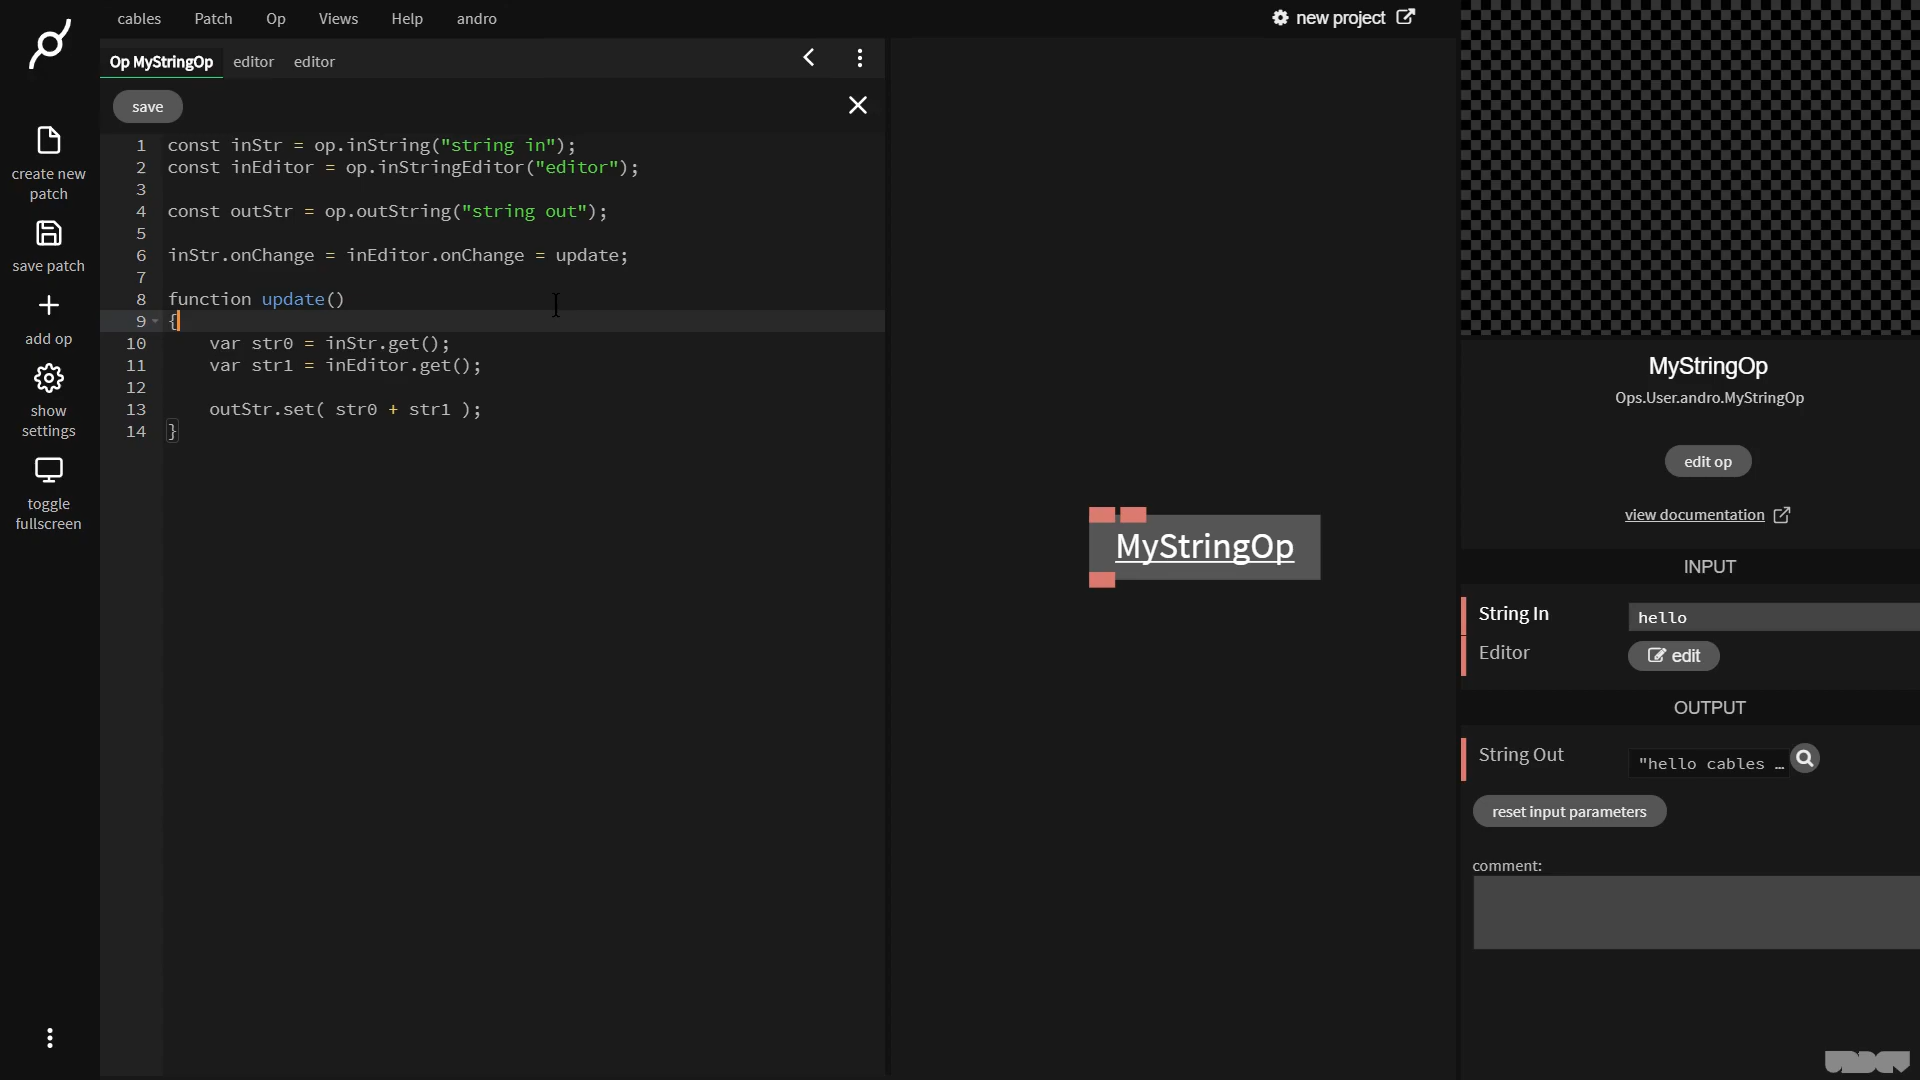 cables Patch Op Views Help andro
new project
Op MyStringOp editor editor
save
create new
patch
save patch
add op
show
settings
toggle
fullscreen
1 const inStr = op.inString("string in");
2 const inEditor = op.inStringEditor("editor");
3
4 const outStr = op.outString("string out");
5
6 inStr.onChange = inEditor.onChange = update;
7
8 function update()
9 {
10 var str0 = inStr.get();
11 var str1 = inEditor.get();
12
13 outStr.set( str0 + str1 );
14 }
MyStringOp
MyStringOp
Ops.User.andro.MyStringOp
edit op
view documentation
INPUT
String In hello
Editor edit
OUTPUT
String Out "hello cables …
reset input parameters
comment: